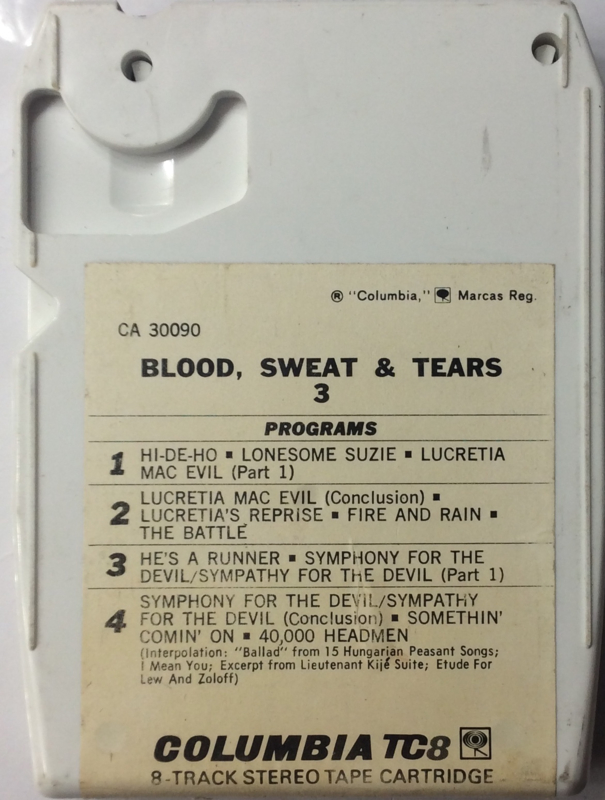 ® "Columbia," Marcas Reg.
CA 30090
BLOOD, SWEAT & TEARS
3
PROGRAMS
1 HI-DE-HO ▪ LONESOME SUZIE ▪ LUCRETIA
MAC EVIL (Part 1)
2 LUCRETIA MAC EVIL (Conclusion) ▪
LUCRETIA'S REPRISE ▪ FIRE AND RAIN ▪
THE BATTLE
3 HE'S A RUNNER ▪ SYMPHONY FOR THE
DEVIL/SYMPATHY FOR THE DEVIL (Part 1)
4 SYMPHONY FOR THE DEVIL/SYMPATHY
FOR THE DEVIL (Conclusion) ▪ SOMETHIN'
COMIN' ON ▪ 40,000 HEADMEN
(Interpolation: "Ballad" from 15 Hungarian Peasant Songs;
I Mean You; Excerpt from Lieutenant Kijé Suite; Etude For
Lew And Zoloff)
COLUMBIA TC8
8-TRACK STEREO TAPE CARTRIDGE